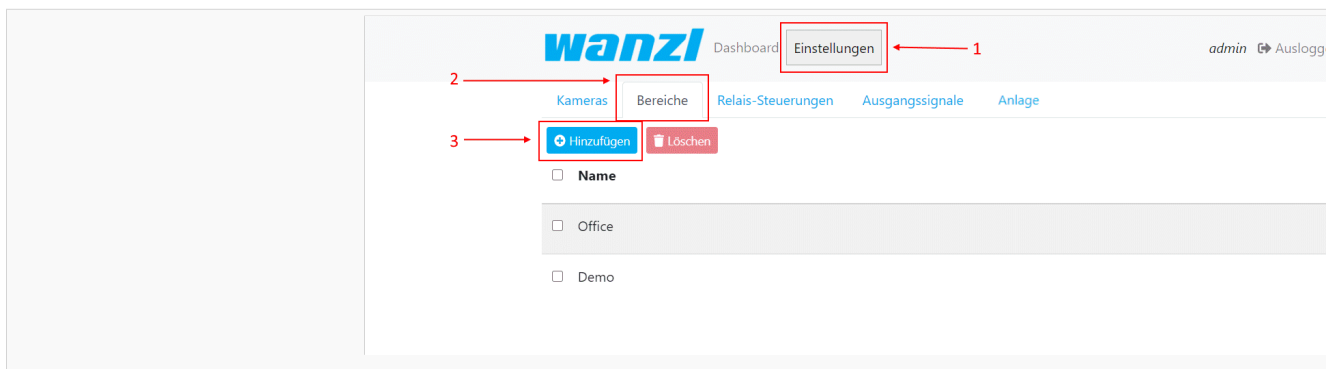 wanzl Dashboard Einstellungen 1 admin Auslogg
2
Kameras Bereiche Relais-Steuerungen Ausgangssignale Anlage
3 Hinzufügen Löschen
Name
Office
Demo